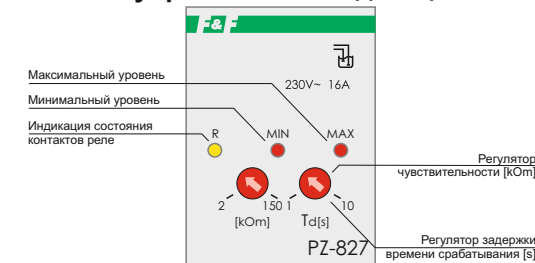 F&F
230V~ 16A
Максимальный уровень
Минимальный уровень
Индикация состояния
контактов реле
R
MIN
MAX
Регулятор
чувствительности [kOm]
2
150
1
10
[kOm]
Td[s]
Регулятор задержки
времени срабатывания [s]
PZ-827